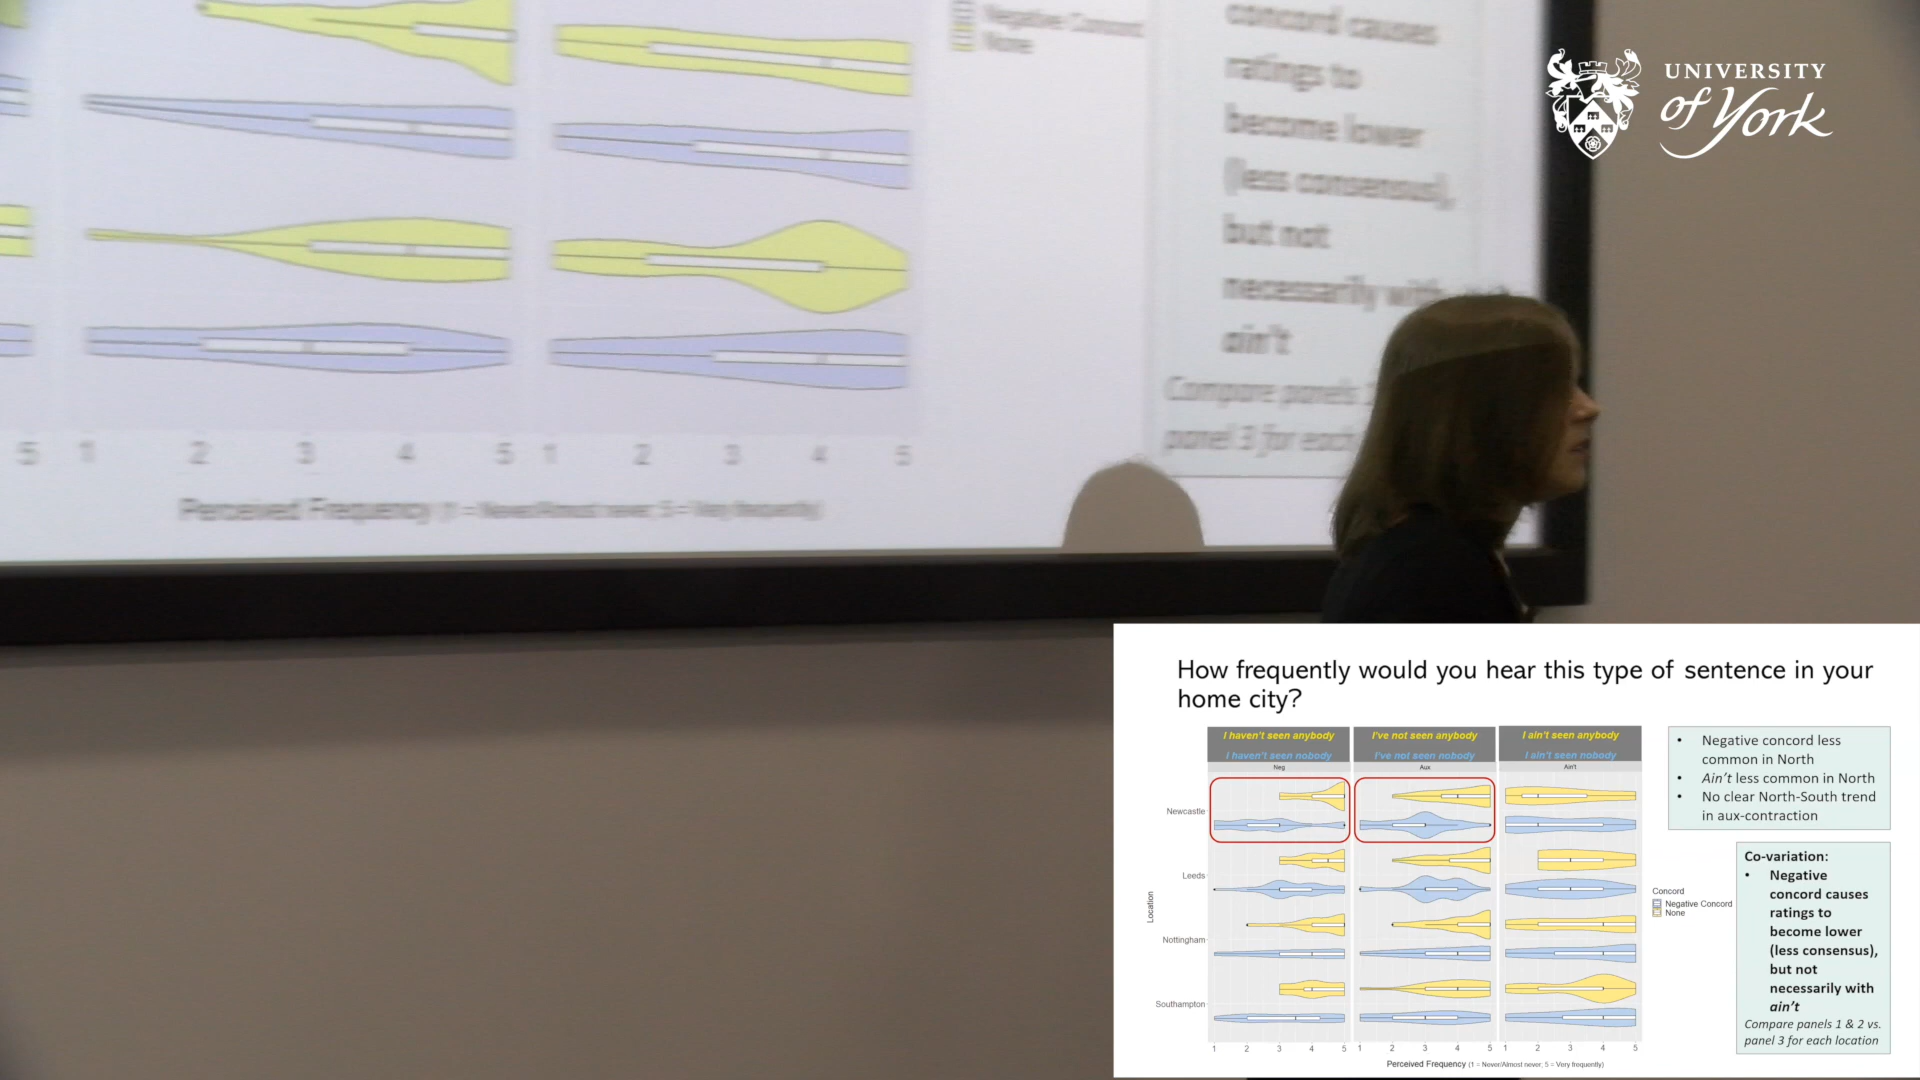 Negative Concord
None
concord causes
ratings to
become lower
(less consensus),
but not
necessarily with
ain't
Compare panels
panel 3 for each
5 1 2 3 4 5 1 2 3 4 5
Perceived Frequency (1 = Never/Almost never; 5 = Very frequently)
UNIVERSITY
of York
How frequently would you hear this type of sentence in your
home city?
I haven't seen anybody
I haven't seen nobody
Neg
I've not seen anybody
I've not seen nobody
Aux
I ain't seen anybody
I ain't seen nobody
Ain't
Location
Newcastle
Leeds
Nottingham
Southampton
1 2 3 4 5 1 2 3 4 5 1 2 3 4 5
Perceived Frequency (1 = Never/Almost never; 5 = Very frequently)
Concord
Negative Concord
None
• Negative concord less
common in North
• Ain't less common in North
• No clear North-South trend
in aux-contraction
Co-variation:
• Negative
concord causes
ratings to
become lower
(less consensus),
but not
necessarily with
ain't
Compare panels 1 & 2 vs.
panel 3 for each location